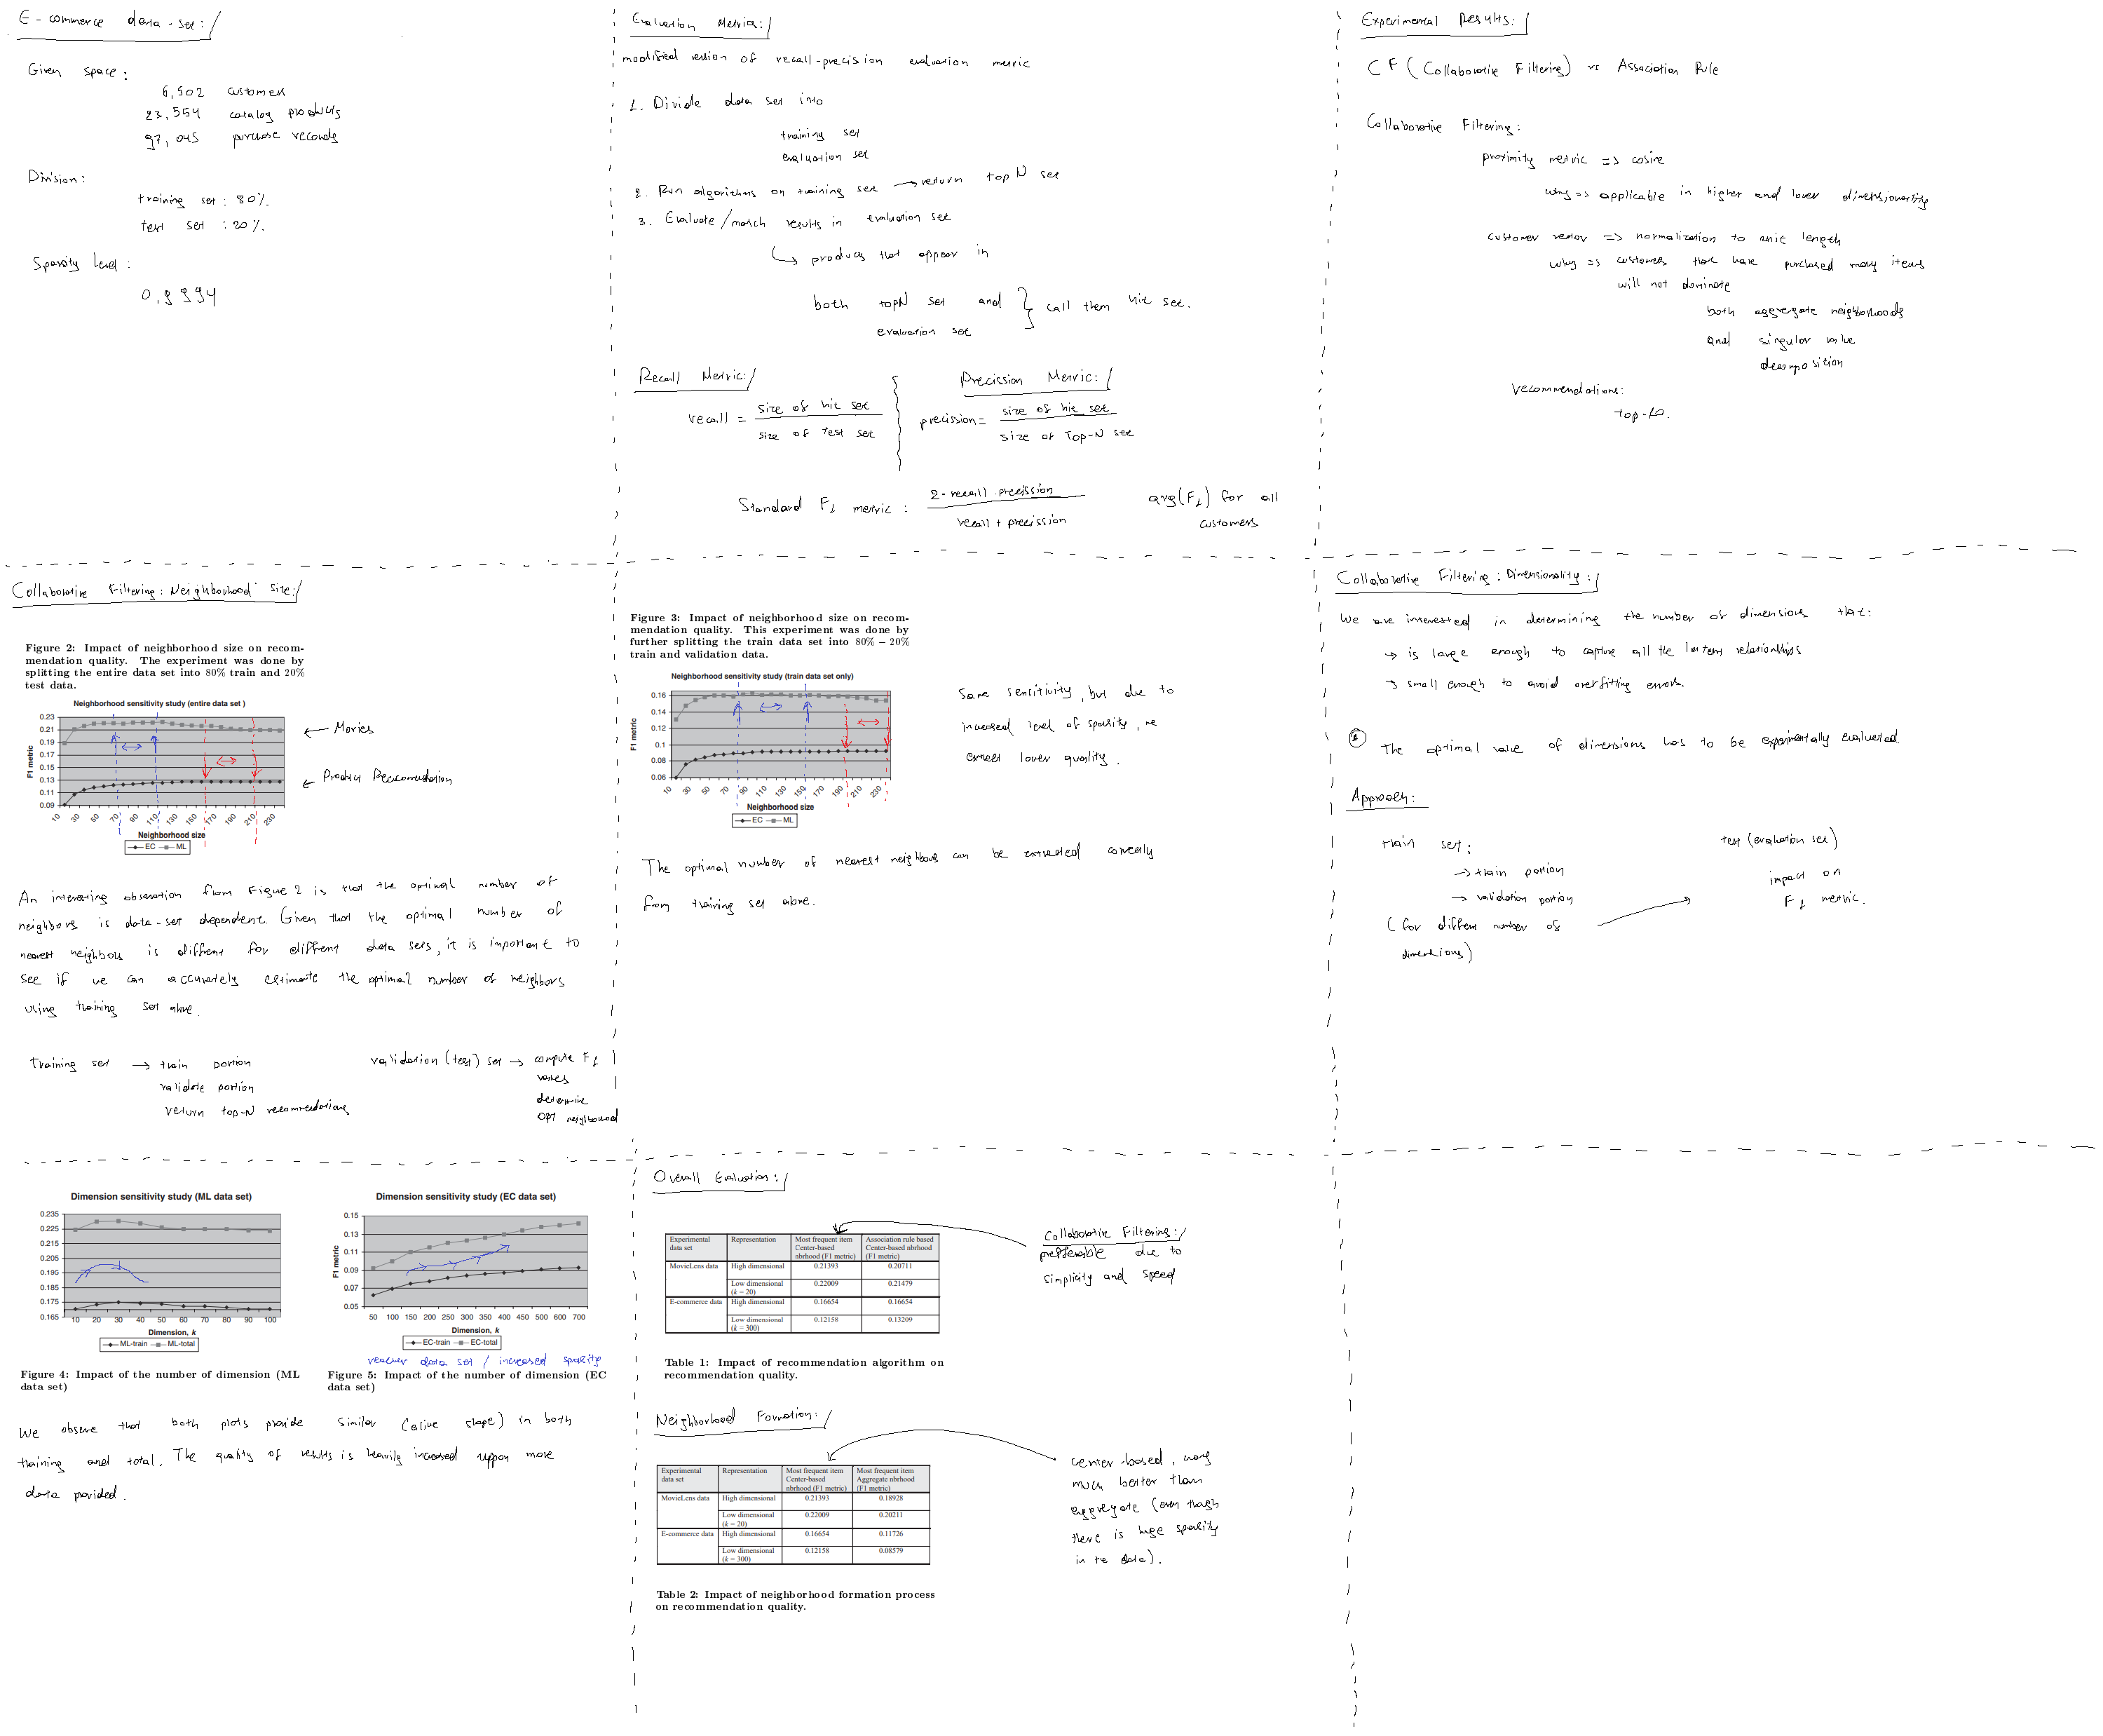 E-commerce data-set:
Given space:
6,502 customers
23,554 catalog products
97,045 purchase records
Division:
training set : 80%.
test set : 20%.
Sparsity level:
0,9994
Evaluation Metrics:
modified version of recall-precision evaluation metric
1. Divide data set into
training set
evaluation set
2. Run algorithms on training set → return top N set
3. Evaluate/match results in evaluation set
↳ products that appear in
both topN set and
evaluation set
} call them hit set.
Recall Metric:
recall = size of hit set
size of test set
Precission Metric:
precission = size of hit set
size of Top-N set
Standard F1 metric : 2·recall·precission
recall + precission
avg(F1) for all
customers
Experimental Results:
CF (Collaborative Filtering) vs Association Rule
Collaborative Filtering:
proximity metric => cosine
why => applicable in higher and lower dimensionality
customer vector => normalization to unit length
why => customers that have purchased many items
will not dominate
both aggregate neighborhoods
and singular value
decomposition
recommendations:
top-10.
Collaborative Filtering: Neighborhood size:
Figure 2: Impact of neighborhood size on recom-
mendation quality. The experiment was done by
splitting the entire data set into 80% train and 20%
test data.
Neighborhood sensitivity study (entire data set )
F1 metric
0.23
0.21
0.19
0.17
0.15
0.13
0.11
0.09
10 30 50 70 90 110 130 150 170 190 210 230
Neighborhood size
EC ML
← Movies
← Product Reccomendation
An interesting observation from Figure 2 is that the optimal number of
neighbors is data-set dependent. Given that the optimal number of
nearest neighbors is different for different data sets, it is important to
see if we can accurately estimate the optimal number of neighbors
using training set alone.
Training set → train portion
validate portion
return top-N recommendations
validation (test) set → compute F1
values
determine
OPT neighborhood
Figure 3: Impact of neighborhood size on recom-
mendation quality. This experiment was done by
further splitting the train data set into 80% – 20%
train and validation data.
Neighborhood sensitivity study (train data set only)
F1 metric
0.16
0.14
0.12
0.1
0.08
0.06
10 30 50 70 90 110 130 150 170 190 210 230
Neighborhood size
EC ML
Same sensitivity, but due to
increased level of sparsity, we
expect lower quality.
The optimal number of nearest neighbors can be extracted correctly
from training set alone.
Collaborative Filtering: Dimensionality:
We are interested in determining the number of dimensions that:
→ is large enough to capture all the latent relationships
→ small enough to avoid overfitting errors.
The optimal value of dimensions has to be experimentally evaluated.
Approach:
train set:
→ train portion
→ validation portion
(for different number of
dimensions)
test (evaluation set)
impact on
F1 metric.
Dimension sensitivity study (ML data set)
0.235
0.225
0.215
0.205
0.195
0.185
0.175
0.165
10 20 30 40 50 60 70 80 90 100
Dimension, k
ML-train ML-total
Figure 4: Impact of the number of dimension (ML
data set)
Dimension sensitivity study (EC data set)
F1 metric
0.15
0.13
0.11
0.09
0.07
0.05
50 100 150 200 250 300 350 400 450 500 600 700
Dimension, k
EC-train EC-total
data set / increased sparsity
Figure 5: Impact of the number of dimension (EC
data set)
We observe that both plots provide similar slope) in both
training and total. The quality of results is heavily increased uppon more
data provided.
Overall Evaluation:
Experimental data set | Representation | Most frequent item Center-based nbrhood (F1 metric) | Association rule based Center-based nbrhood (F1 metric)
MovieLens data | High dimensional | 0.21393 | 0.20711
Low dimensional (k = 20) | 0.22009 | 0.21479
E-commerce data | High dimensional | 0.16654 | 0.16654
Low dimensional (k = 300) | 0.12158 | 0.13209
Table 1: Impact of recommendation algorithm on
recommendation quality.
Collaborative Filtering:
prefferable due to
simplicity and speed
Neighborhood Formation:
Experimental data set | Representation | Most frequent item Center-based nbrhood (F1 metric) | Most frequent item Aggregate nbrhood (F1 metric)
MovieLens data | High dimensional | 0.21393 | 0.18928
Low dimensional (k = 20) | 0.22009 | 0.20211
E-commerce data | High dimensional | 0.16654 | 0.11726
Low dimensional (k = 300) | 0.12158 | 0.08579
Table 2: Impact of neighborhood formation process
on recommendation quality.
center-based, way
much better than
aggregate (even though
there is huge sparsity
in te data).